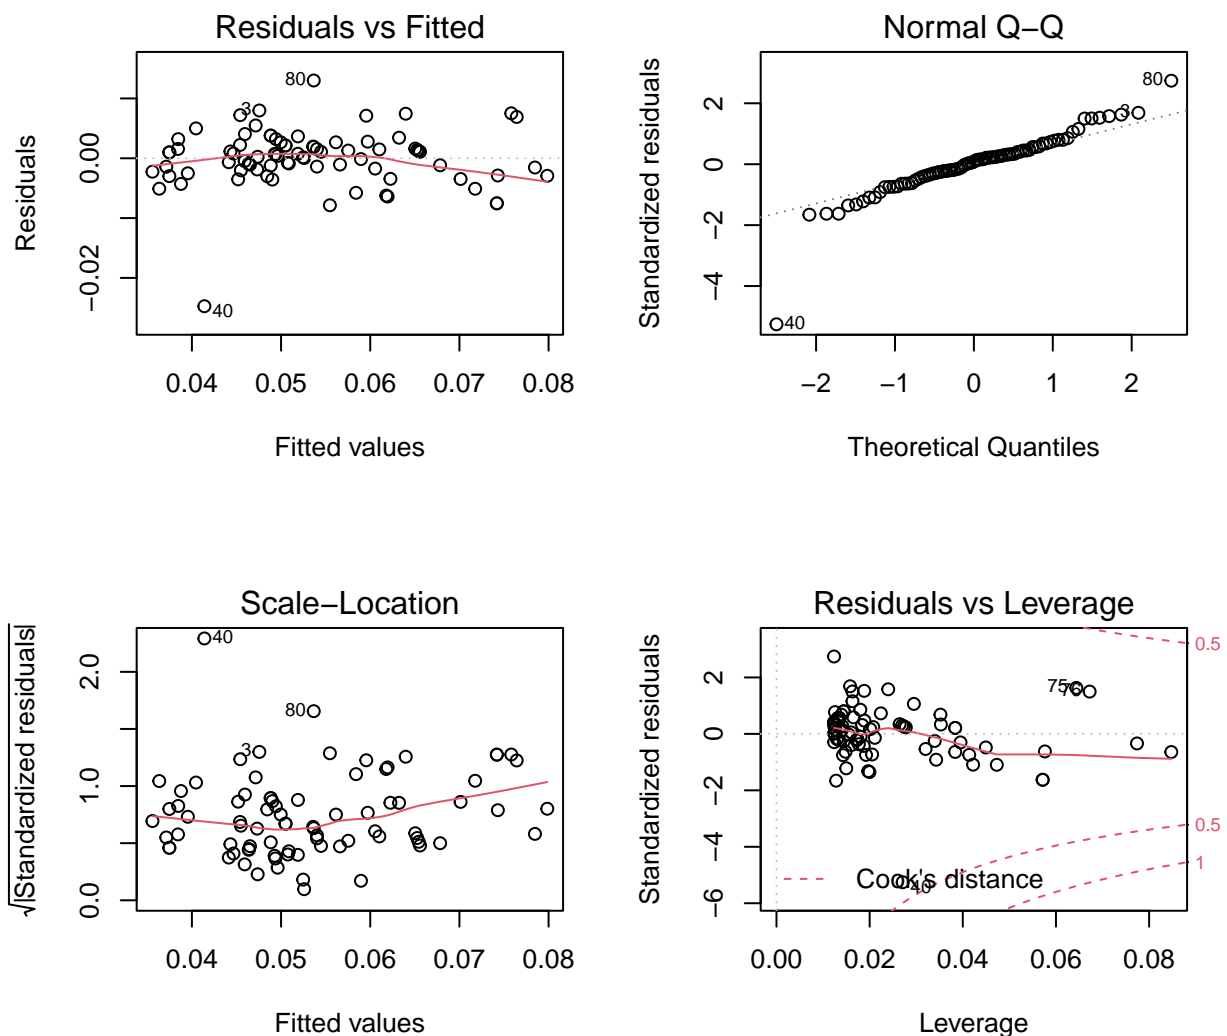 Residuals vs Fitted
Residuals
0.00
−0.02
80
3
40
0.04 0.05 0.06 0.07 0.08
Fitted values
Normal Q−Q
Standardized residuals
2
0
−2
−4
80
3
40
−2 −1 0 1 2
Theoretical Quantiles
Scale−Location
√|Standardized residuals|
2.0
1.0
0.0
40
80
3
0.04 0.05 0.06 0.07 0.08
Fitted values
Residuals vs Leverage
Standardized residuals
2
0
−2
−4
−6
75
76
40
0.5
0.5
1
Cook's distance
0.00 0.02 0.04 0.06 0.08
Leverage